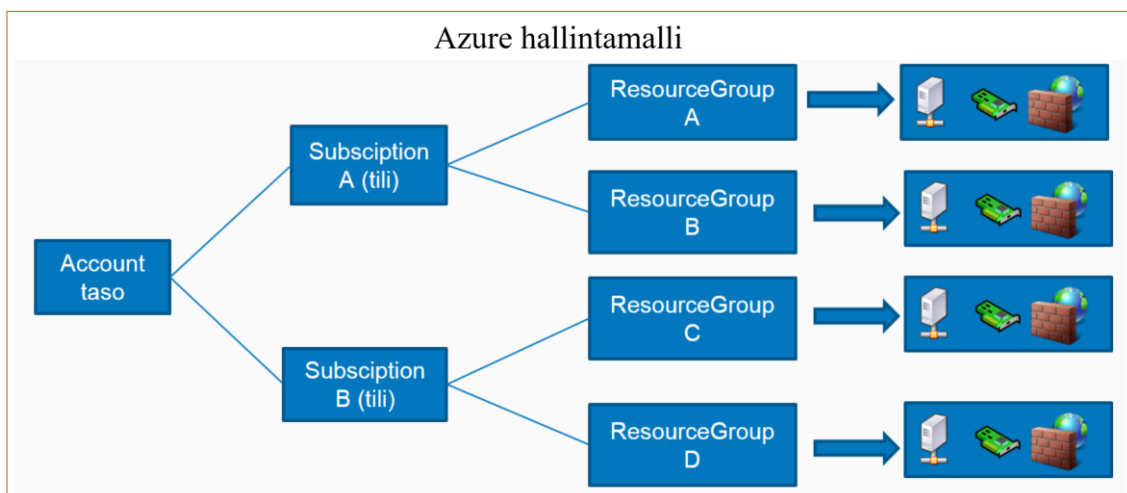 Azure hallintamalli
Account
taso
Subsciption
A (tili)
Subsciption
B (tili)
ResourceGroup
A
ResourceGroup
B
ResourceGroup
C
ResourceGroup
D